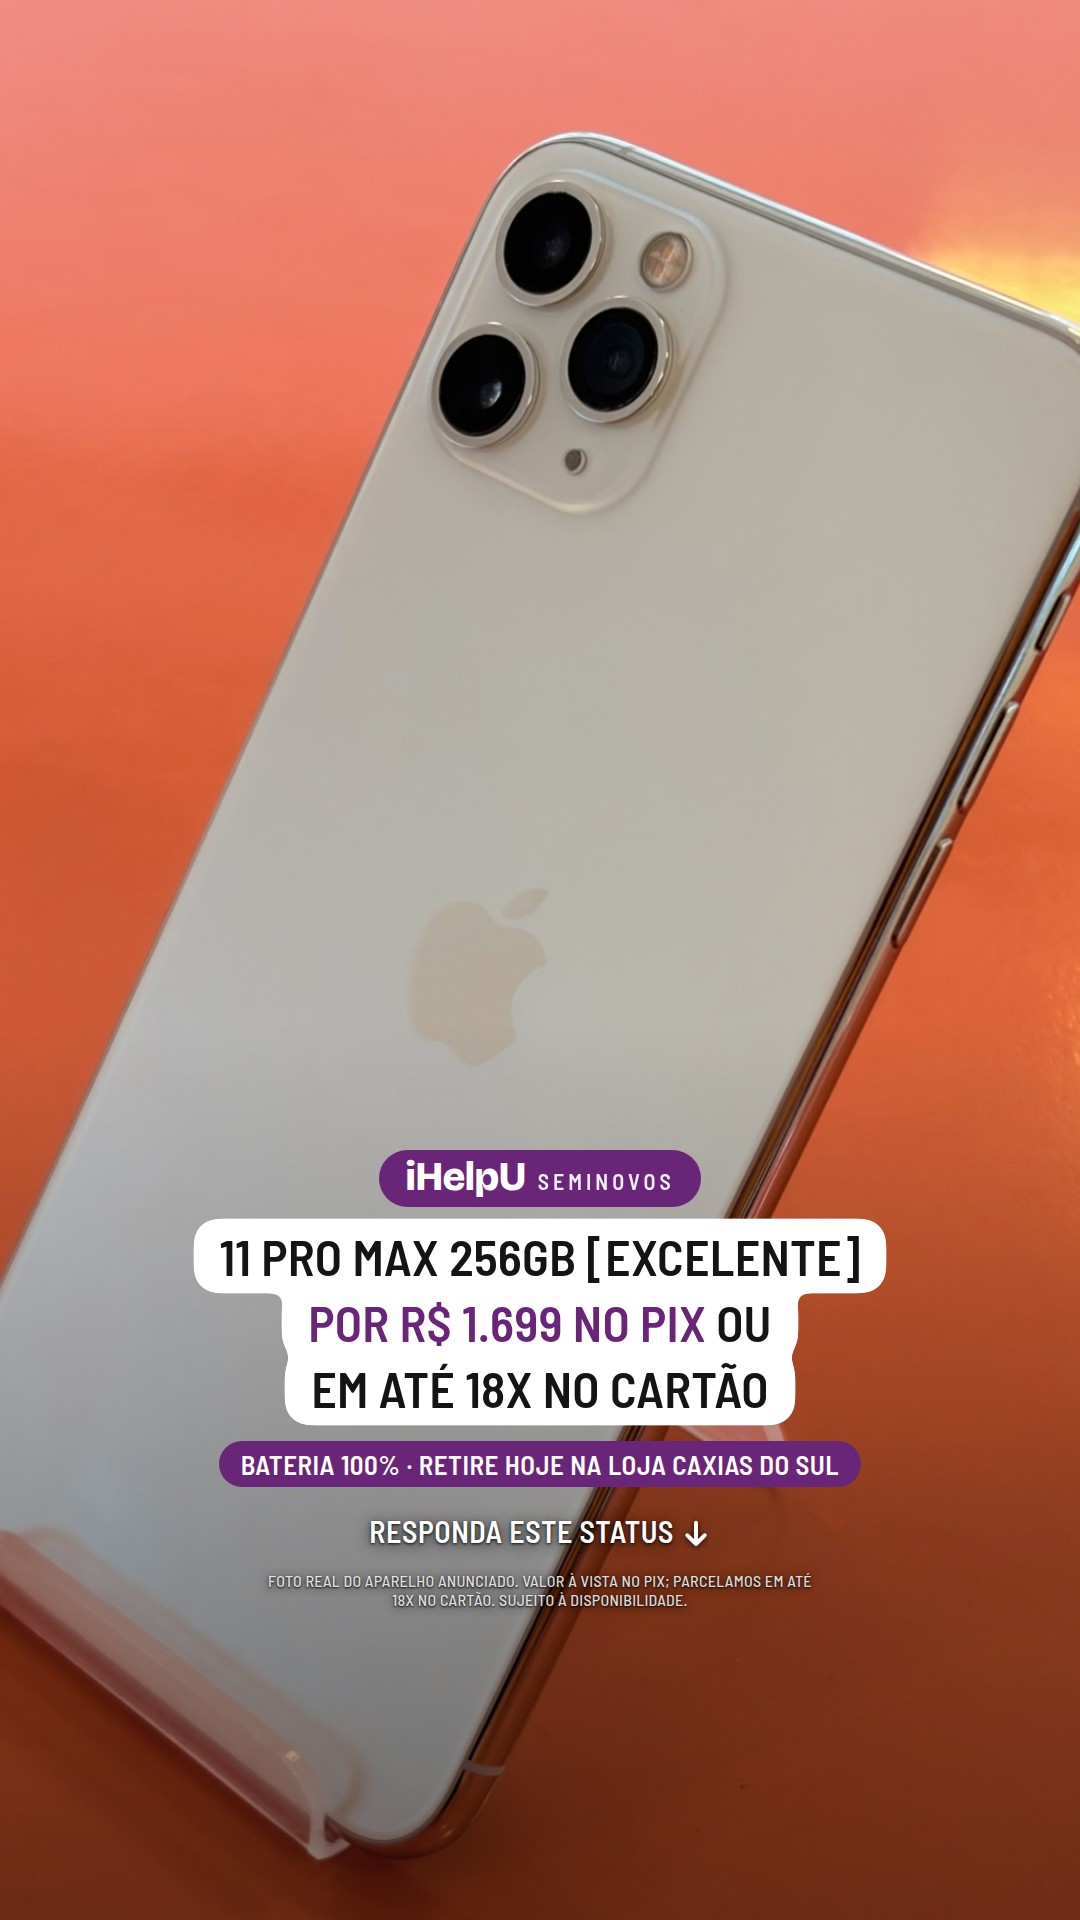 iHelpU SEMINOVOS
11 PRO MAX 256GB [EXCELENTE]
POR R$ 1.699 NO PIX OU
EM ATÉ 18X NO CARTÃO
BATERIA 100% · RETIRE HOJE NA LOJA CAXIAS DO SUL
RESPONDA ESTE STATUS ↓
FOTO REAL DO APARELHO ANUNCIADO. VALOR À VISTA NO PIX; PARCELAMOS EM ATÉ
18X NO CARTÃO. SUJEITO À DISPONIBILIDADE.